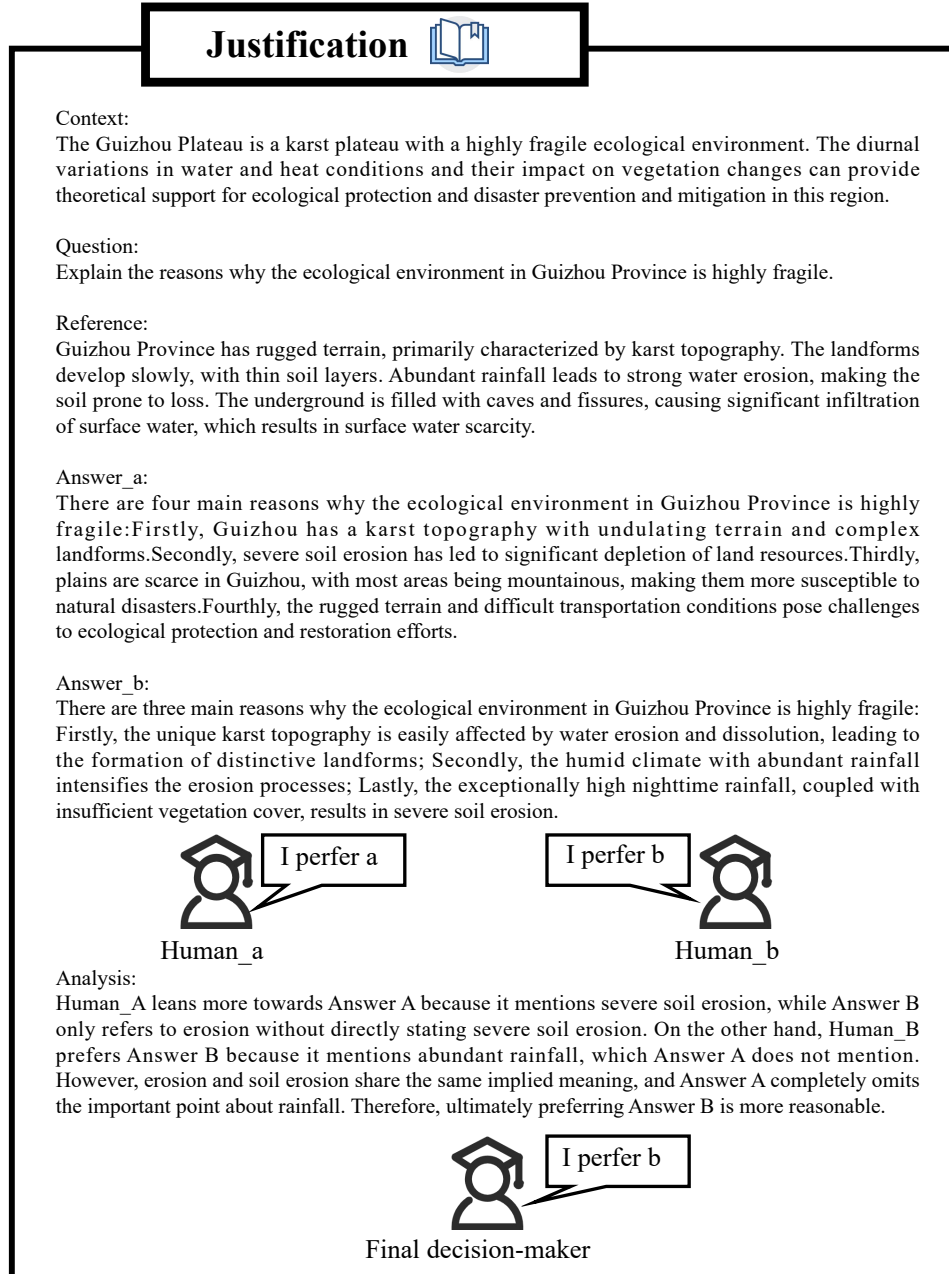 Justification
Context:
The Guizhou Plateau is a karst plateau with a highly fragile ecological environment. The diurnal
variations in water and heat conditions and their impact on vegetation changes can provide
theoretical support for ecological protection and disaster prevention and mitigation in this region.
Question:
Explain the reasons why the ecological environment in Guizhou Province is highly fragile.
Reference:
Guizhou Province has rugged terrain, primarily characterized by karst topography. The landforms
develop slowly, with thin soil layers. Abundant rainfall leads to strong water erosion, making the
soil prone to loss. The underground is filled with caves and fissures, causing significant infiltration
of surface water, which results in surface water scarcity.
Answer_a:
There are four main reasons why the ecological environment in Guizhou Province is highly
fragile:Firstly, Guizhou has a karst topography with undulating terrain and complex
landforms.Secondly, severe soil erosion has led to significant depletion of land resources.Thirdly,
plains are scarce in Guizhou, with most areas being mountainous, making them more susceptible to
natural disasters.Fourthly, the rugged terrain and difficult transportation conditions pose challenges
to ecological protection and restoration efforts.
Answer_b:
There are three main reasons why the ecological environment in Guizhou Province is highly fragile:
Firstly, the unique karst topography is easily affected by water erosion and dissolution, leading to
the formation of distinctive landforms; Secondly, the humid climate with abundant rainfall
intensifies the erosion processes; Lastly, the exceptionally high nighttime rainfall, coupled with
insufficient vegetation cover, results in severe soil erosion.
I perfer a
I perfer b
Human_a
Human_b
Analysis:
Human_A leans more towards Answer A because it mentions severe soil erosion, while Answer B
only refers to erosion without directly stating severe soil erosion. On the other hand, Human_B
prefers Answer B because it mentions abundant rainfall, which Answer A does not mention.
However, erosion and soil erosion share the same implied meaning, and Answer A completely omits
the important point about rainfall. Therefore, ultimately preferring Answer B is more reasonable.
I perfer b
Final decision-maker